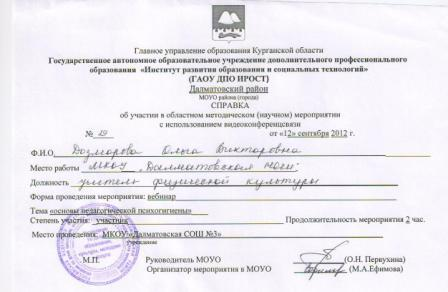 Главное управление образования Курганской области
Государственное автономное образовательное учреждение дополнительного профессионального
образования «Институт развития образования и социальных технологий»
(ГАОУ ДПО ИРОСТ)
Далматовский район
МОУО района (города)
СПРАВКА
об участии в областном методическом (научном) мероприятии
с использованием видеоконференцсвязи
№ 29 от «12» сентября 2012 г.
Ф.И.О Дозморова Ольга Викторовна
Место работы МКОУ „Далматовская
Должность учитель физической культуры
Форма проведения мероприятия: вебинар
Тема «основы педагогической психогигиены»
Степень участия: участник Продолжительность мероприятия 2 час.
Место проведения: МКОУ «Далматовская СОШ №3»
учреждение
М.П. Руководитель МОУО (О.Н. Первухина)
Организатор мероприятия в МОУО (М.А.Ефимова)